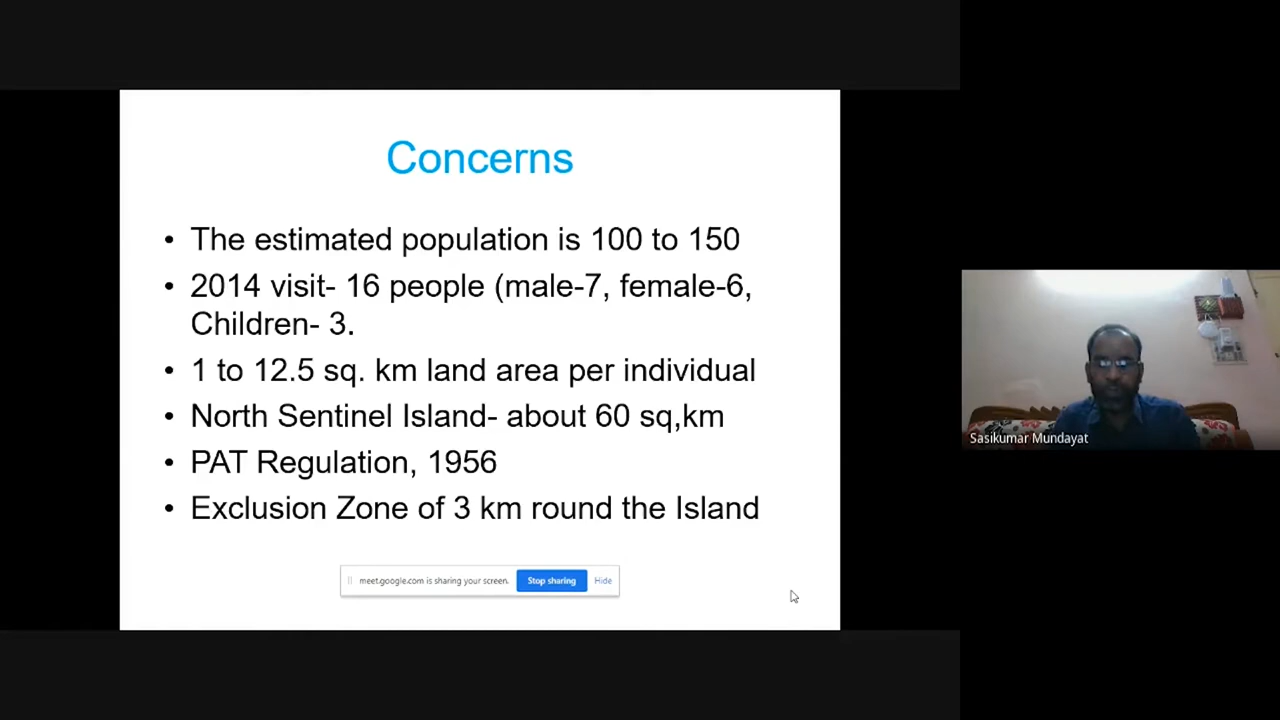 Concerns
• The estimated population is 100 to 150
• 2014 visit- 16 people (male-7, female-6,
Children- 3.
• 1 to 12.5 sq. km land area per individual
• North Sentinel Island- about 60 sq,km
• PAT Regulation, 1956
• Exclusion Zone of 3 km round the Island
meet.google.com is sharing your screen. Stop sharing Hide
Sasikumar Mundayat